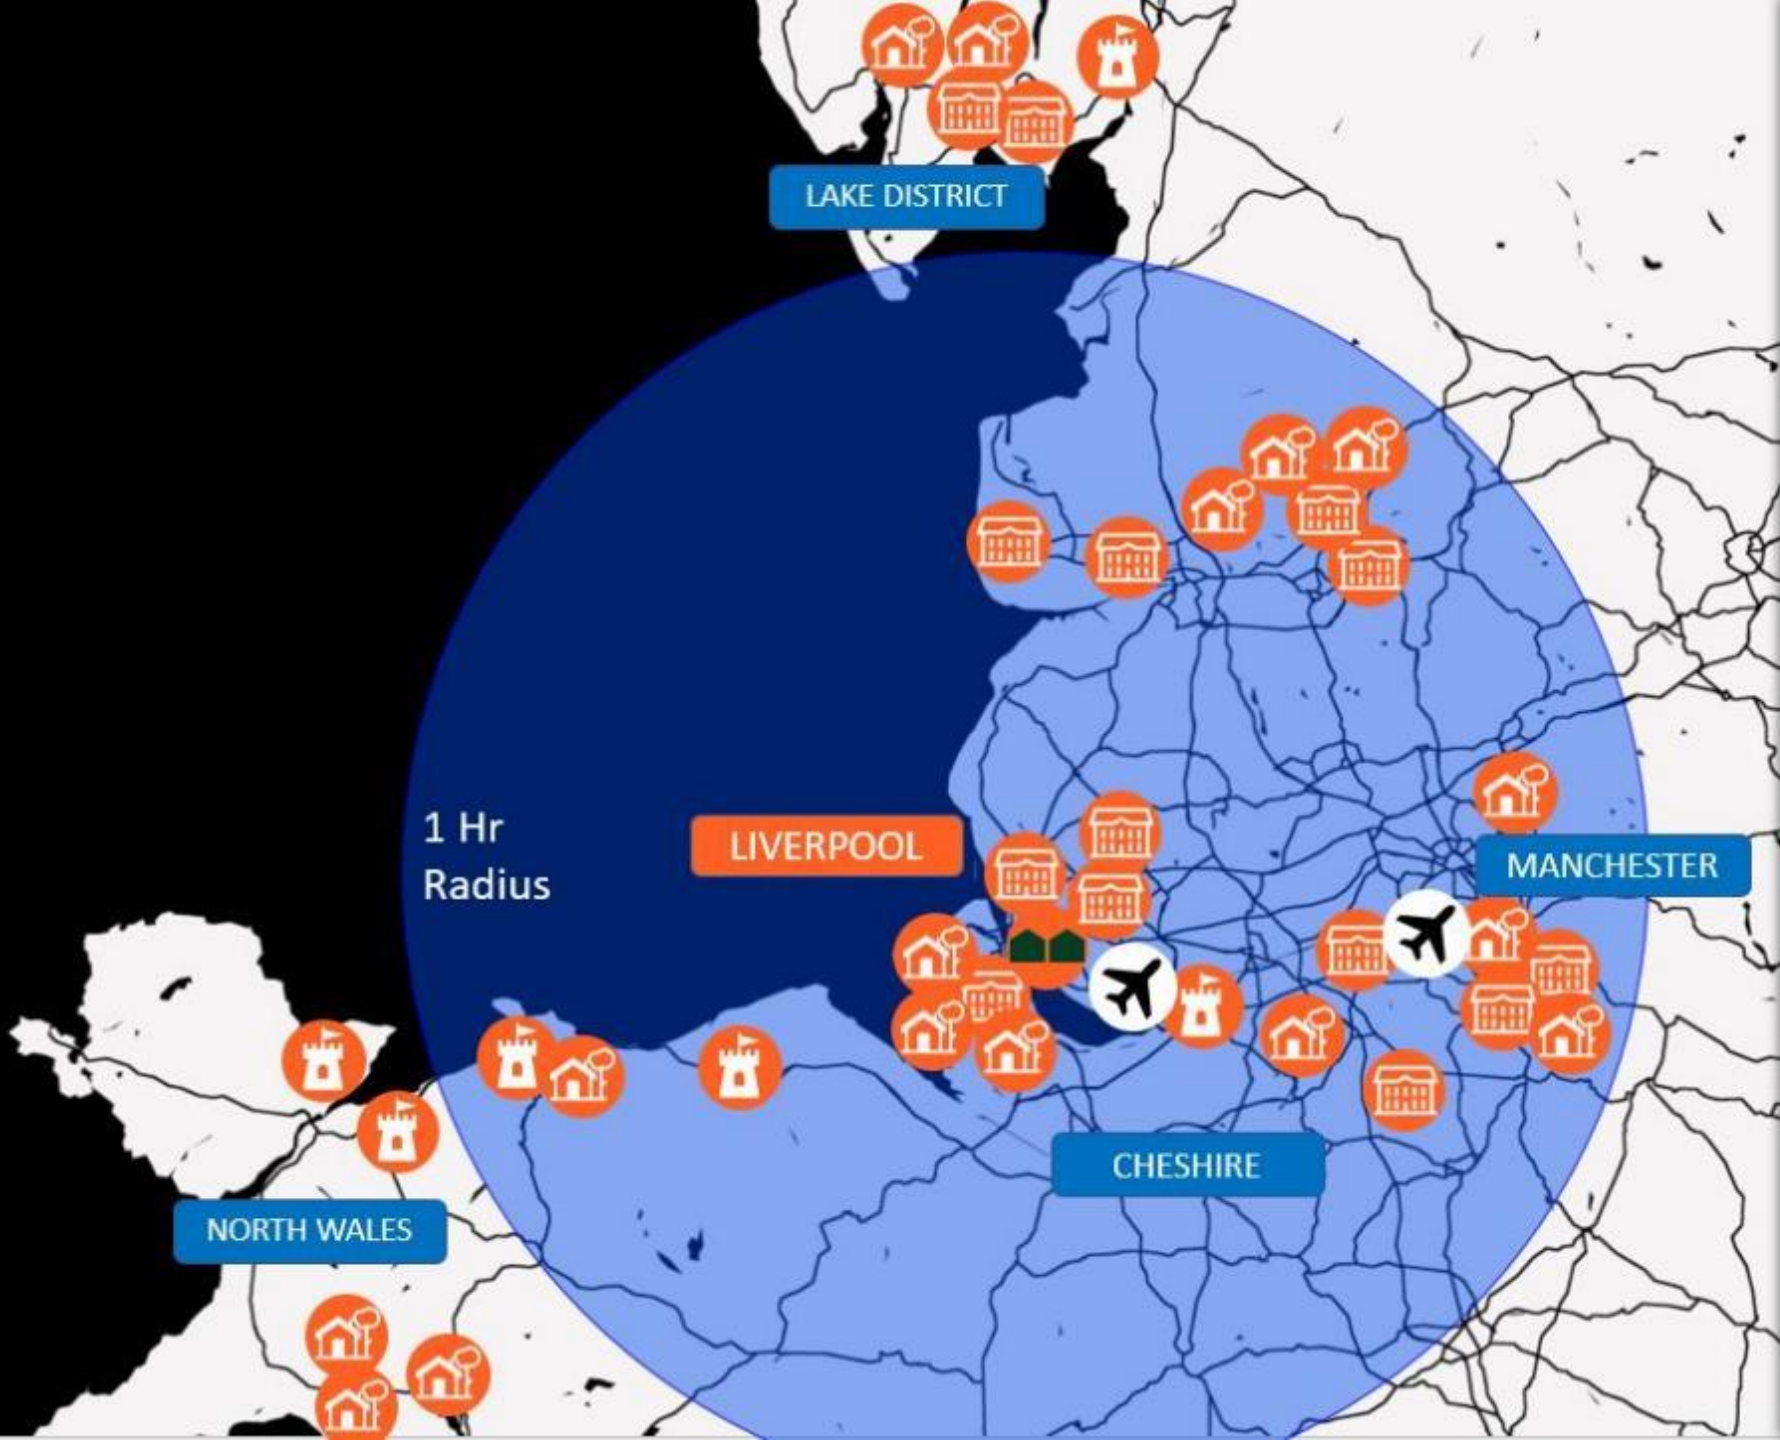 LAKE DISTRICT
1 Hr
Radius
LIVERPOOL
MANCHESTER
CHESHIRE
NORTH WALES